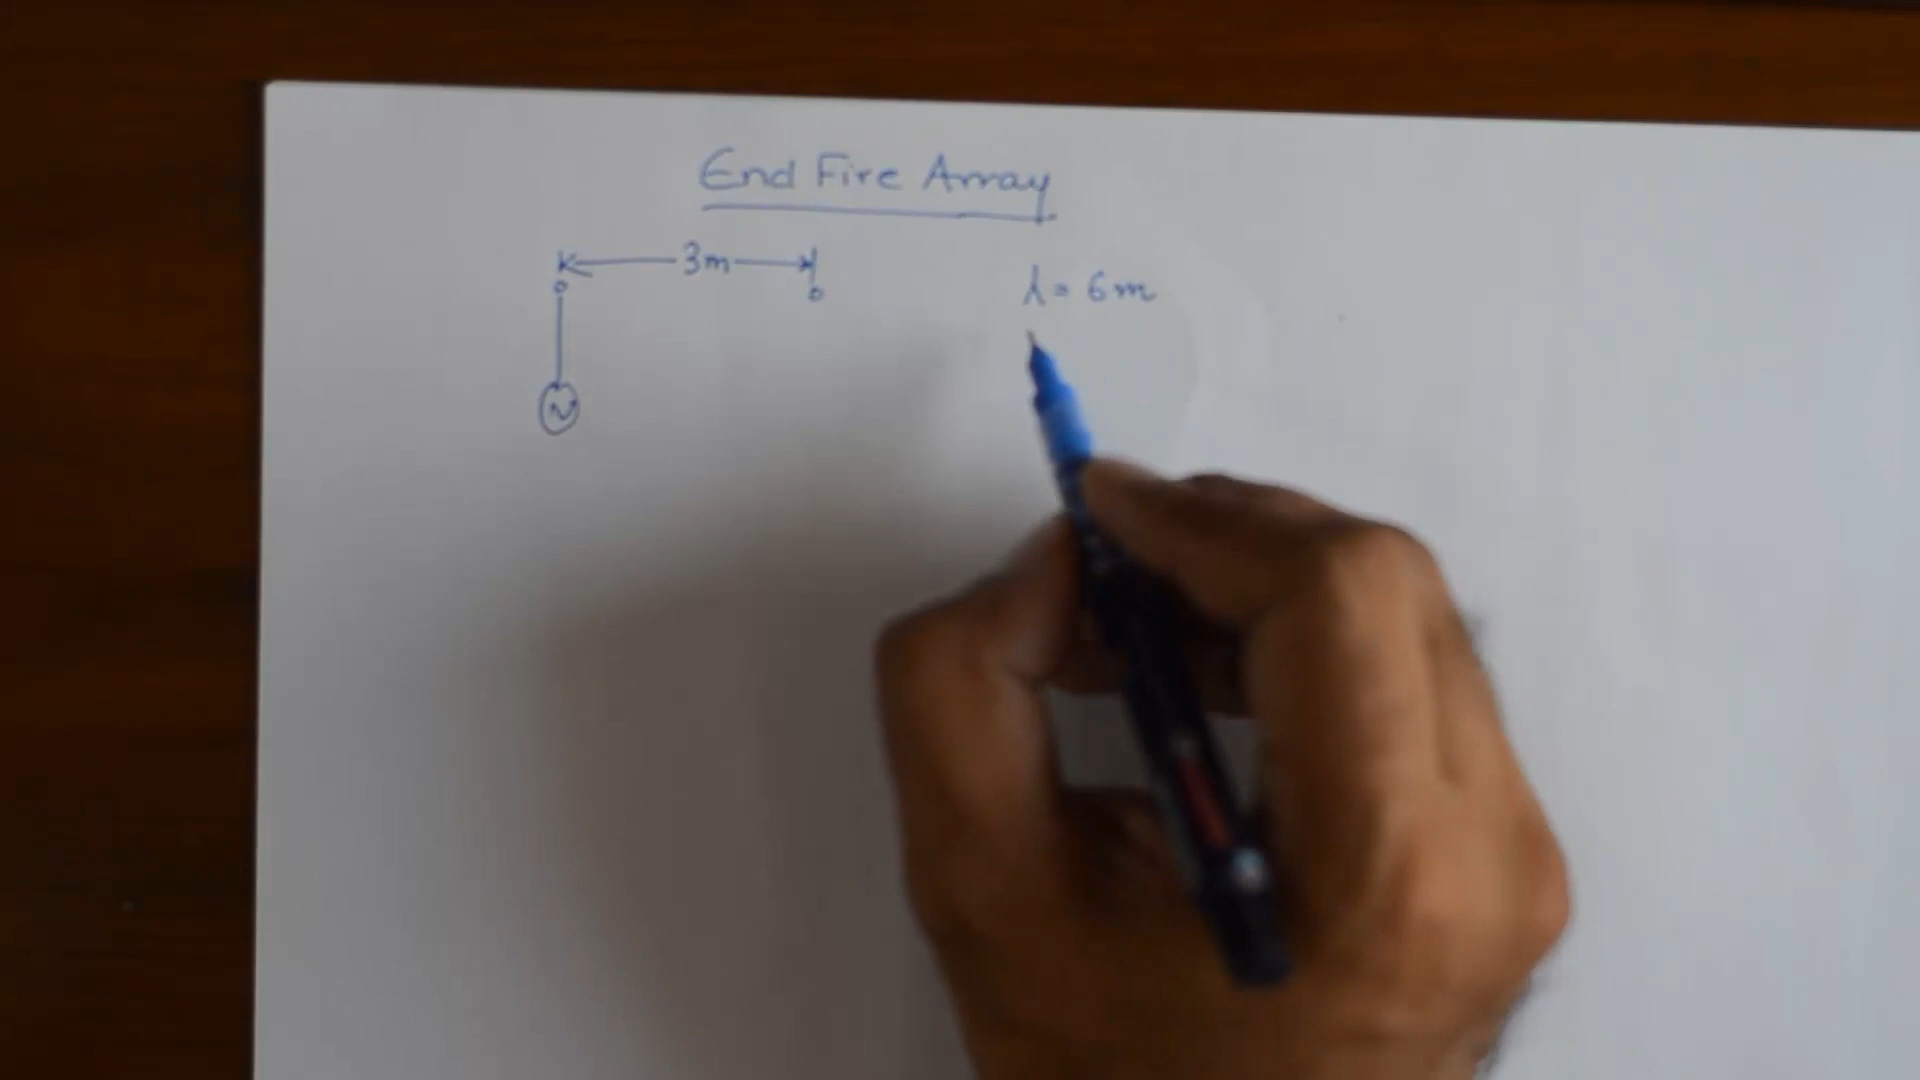 End Fire Array
3m
λ = 6m